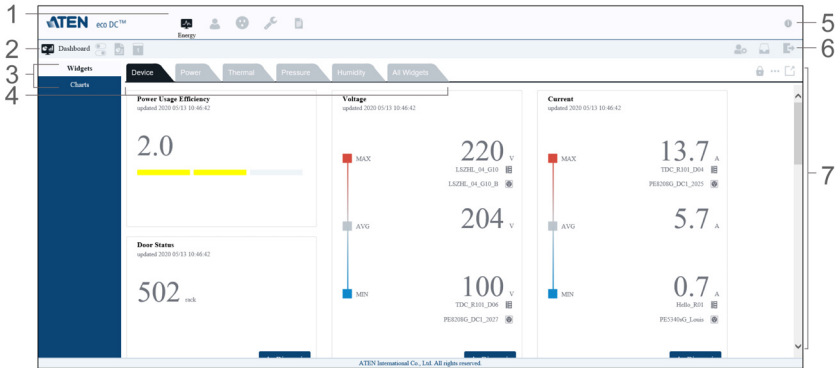 1
ATEN eco DC™
Energy
5
2
Dashboard
6
3
Widgets
Charts
4
Device Power Thermal Pressure Humidity All Widgets
Power Usage Efficiency
updated 2020 05/13 10:46:42
2.0
Door Status
updated 2020 05/13 10:46:42
502 rack
Voltage
updated 2020 05/13 10:46:42
MAX
220 V
LSZHL_04_G10
LSZHL_04_G10_B
AVG
204 V
MIN
100 V
TDC_R101_D06
PE8208G_DC1_2027
Current
updated 2020 05/13 10:46:42
MAX
13.7 A
TDC_R101_D04
PE8208G_DC1_2025
AVG
5.7 A
MIN
0.7 A
Hello_R01
PE5340sG_Louis
7
ATEN International Co., Ltd. All rights reserved.